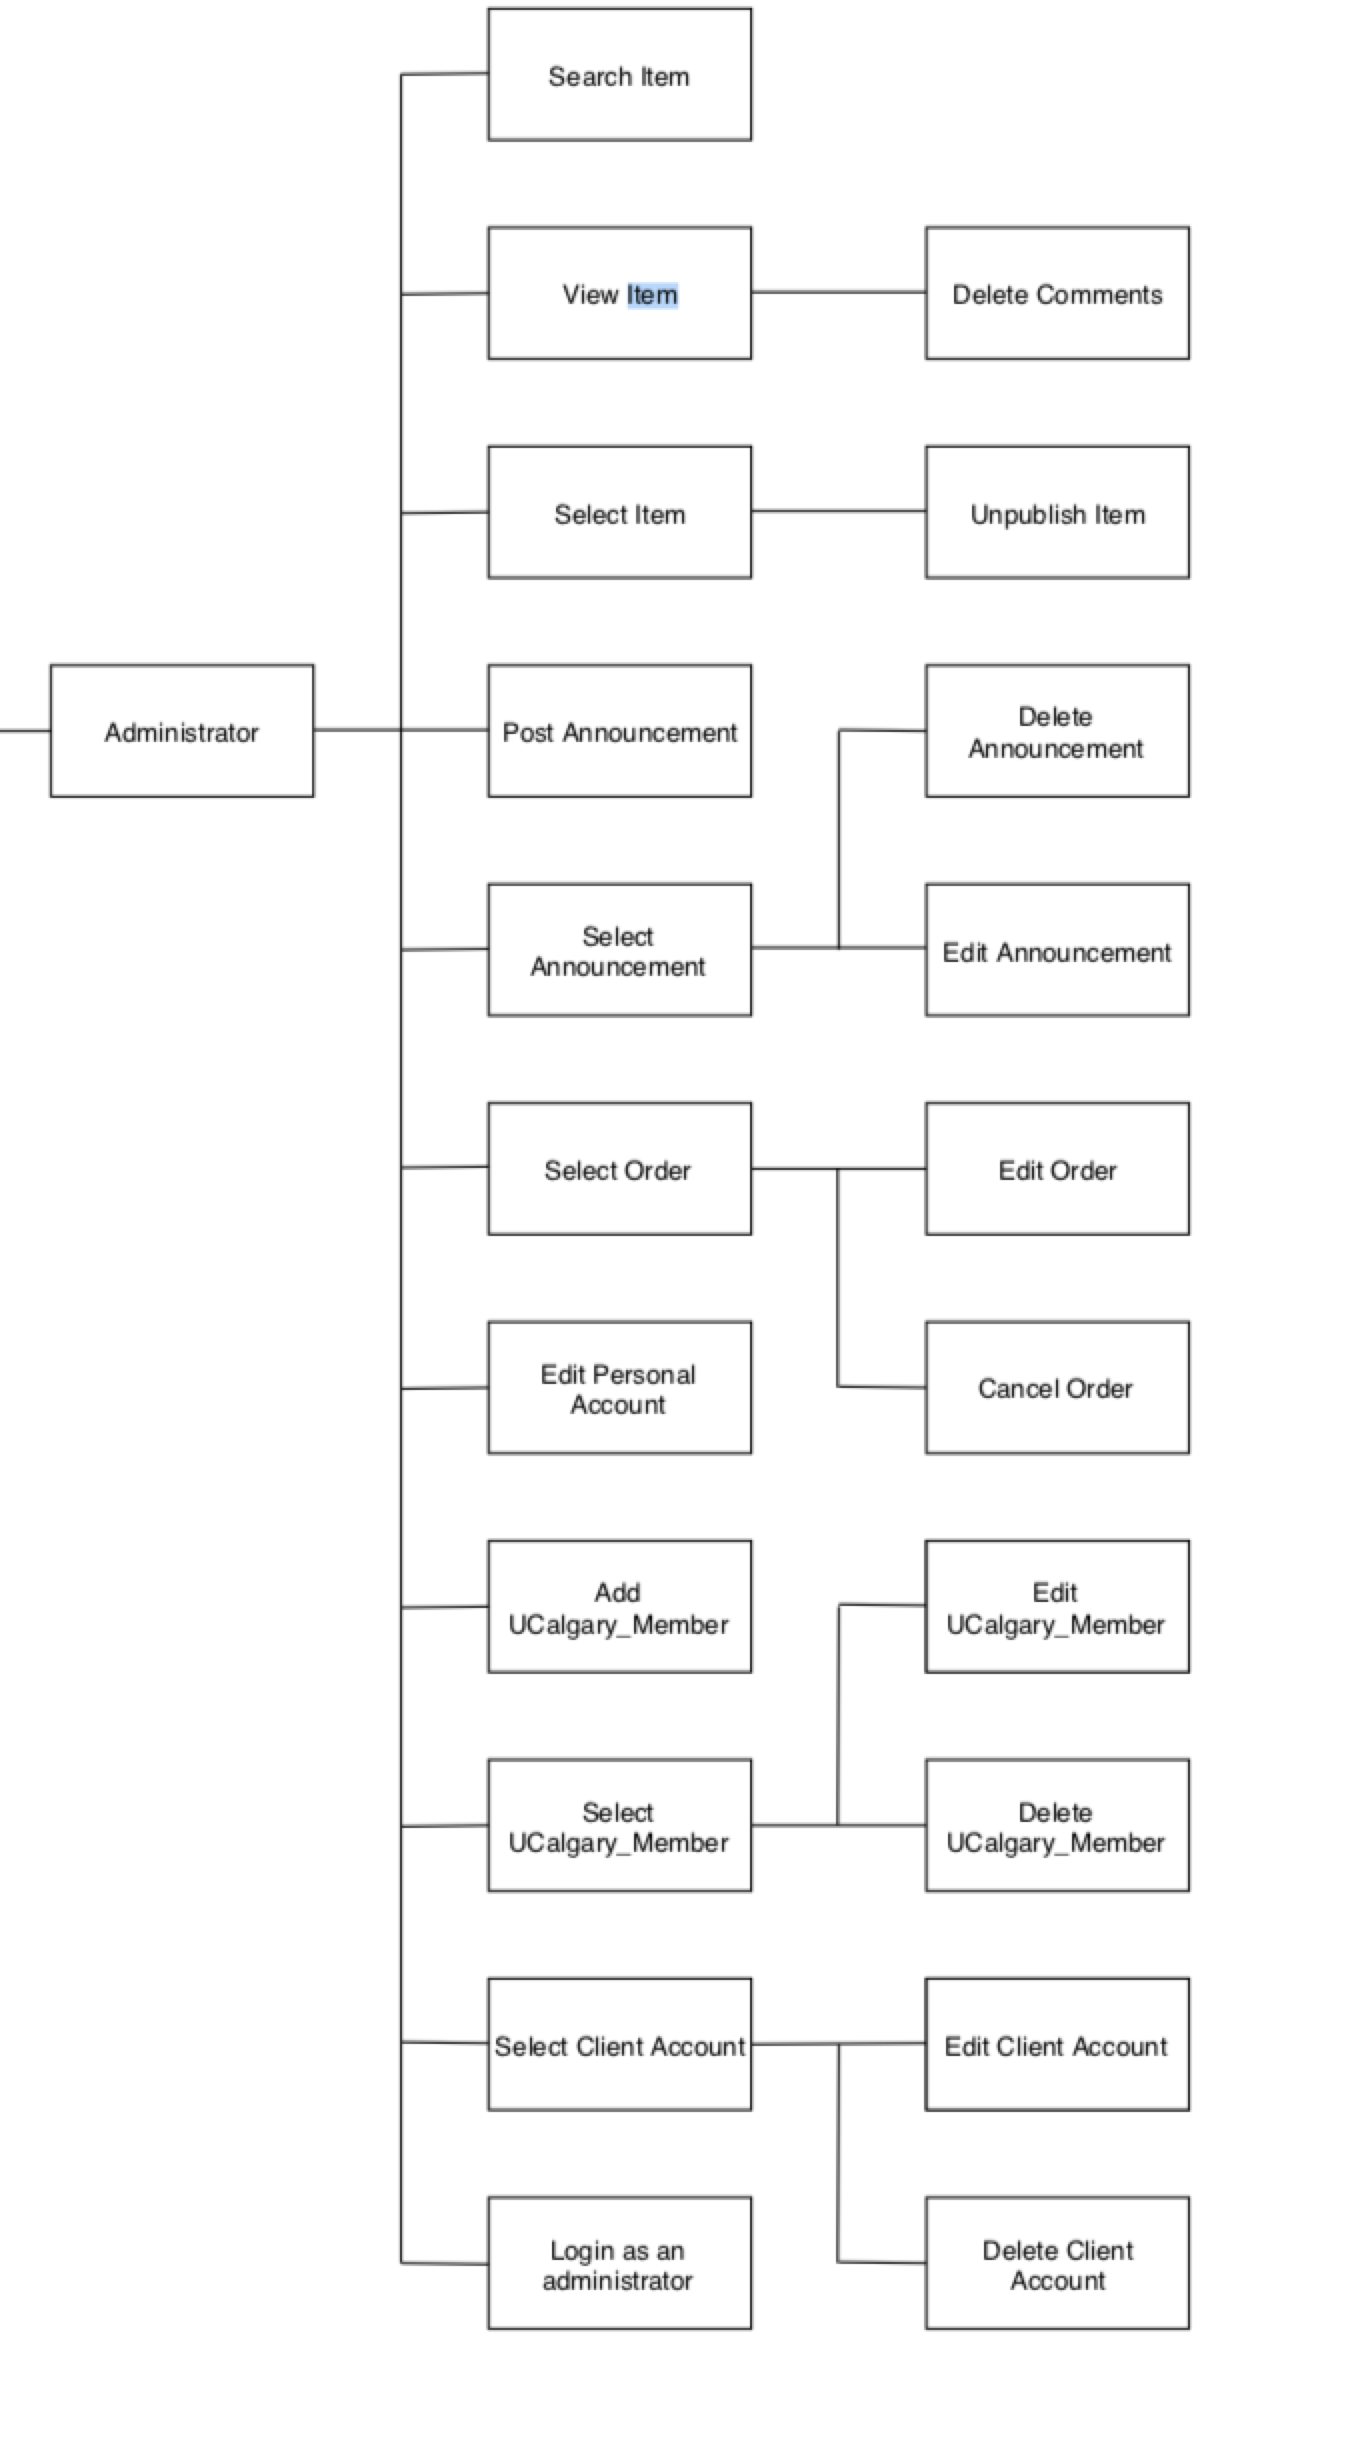 Search Item
View Item
Delete Comments
Select Item
Unpublish Item
Administrator
Post Announcement
Delete
Announcement
Select
Announcement
Edit Announcement
Select Order
Edit Order
Edit Personal
Account
Cancel Order
Add
UCalgary_Member
Edit
UCalgary_Member
Select
UCalgary_Member
Delete
UCalgary_Member
Select Client Account
Edit Client Account
Login as an
administrator
Delete Client
Account